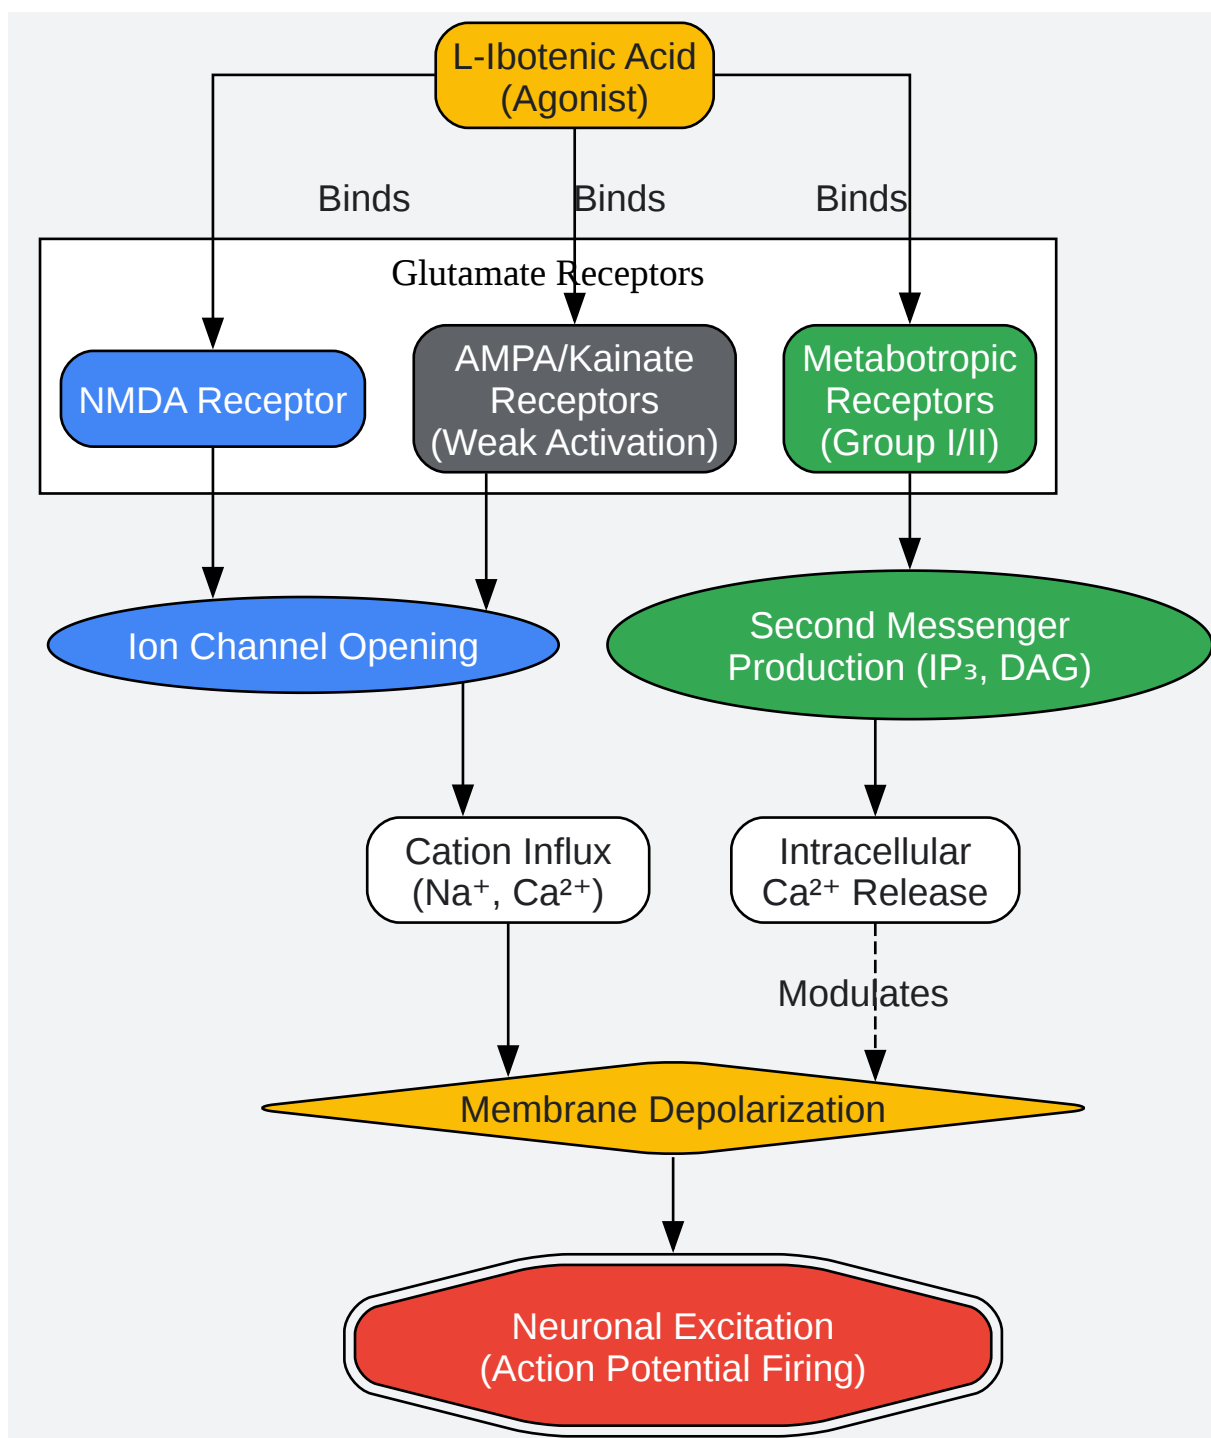 L-Ibotenic Acid
(Agonist)
Binds
Binds
Binds
Glutamate Receptors
NMDA Receptor
AMPA/Kainate
Receptors
(Weak Activation)
Metabotropic
Receptors
(Group I/II)
Ion Channel Opening
Second Messenger
Production (IP₃, DAG)
Cation Influx
(Na⁺, Ca²⁺)
Intracellular
Ca²⁺ Release
Modulates
Membrane Depolarization
Neuronal Excitation
(Action Potential Firing)